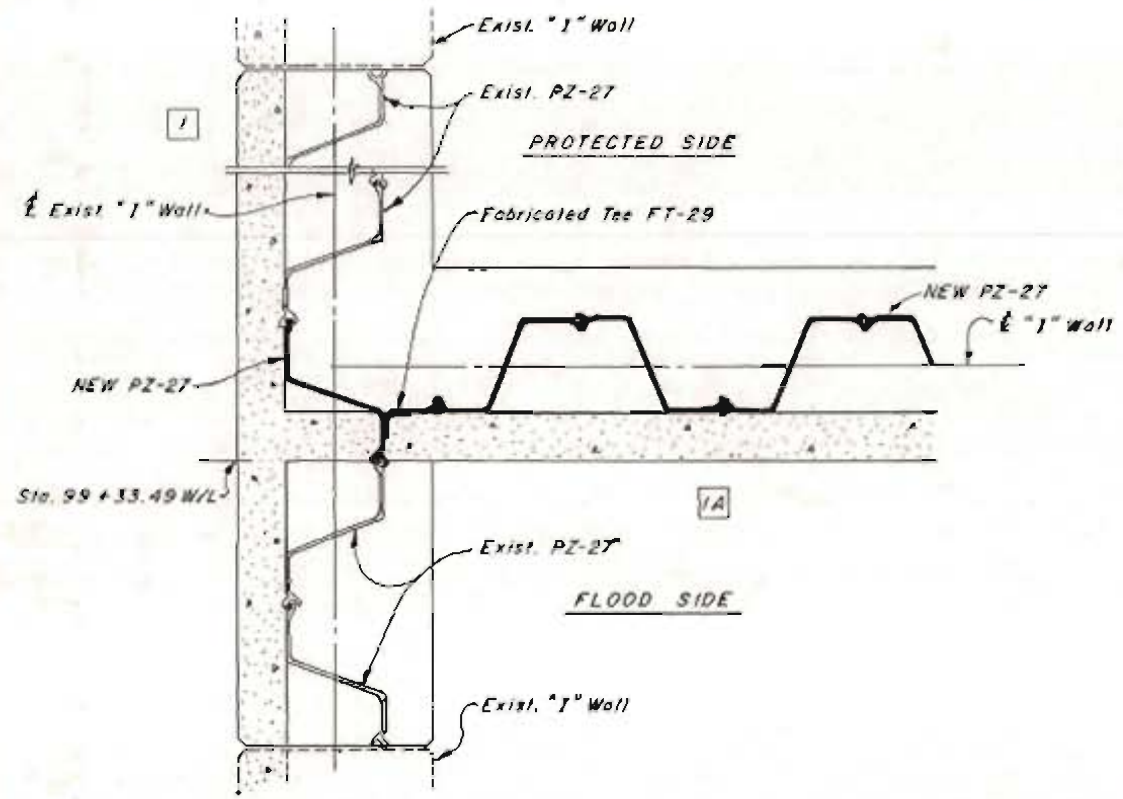 Exist. "I" Wall
Exist. PZ-27
1
PROTECTED SIDE
℄ Exist. "I" Wall
Fabricated Tee FT-29
NEW PZ-27
℄ "I" Wall
NEW PZ-27
Sta. 99+33.49 W/L
1A
Exist. PZ-27
FLOOD SIDE
Exist. "I" Wall